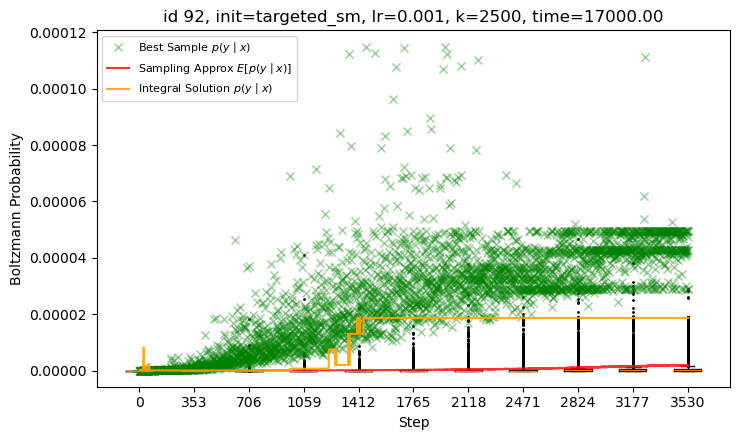 id 92, init=targeted_sm, lr=0.001, k=2500, time=17000.00
Best Sample p(y | x)
Sampling Approx E[p(y | x)]
Integral Solution p(y | x)
Boltzmann Probability
0.00012
0.00010
0.00008
0.00006
0.00004
0.00002
0.00000
0 353 706 1059 1412 1765 2118 2471 2824 3177 3530
Step